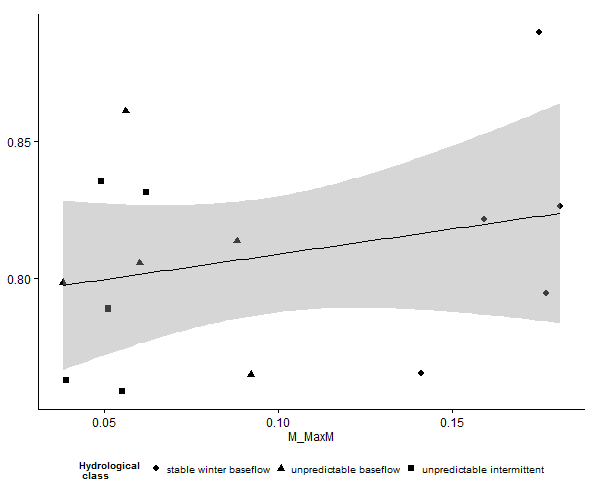 0.85
0.80
0.05 0.10 0.15
M_MaxM
Hydrological
class
stable winter baseflow unpredictable baseflow unpredictable intermittent